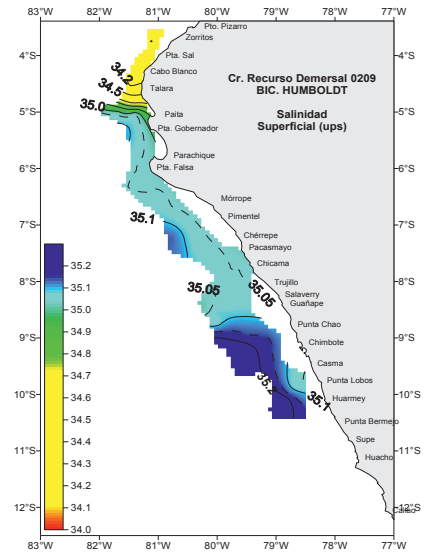 83°W 82°W 81°W 80°W 79°W 78°W 77°W
Pto. Pizarro
Zorritos
4°S 4°S
Pta. Sal
34.2
Cabo Blanco
Cr. Recurso Demersal 0209
BIC. HUMBOLDT
34.5
Talara
35.0
5°S 5°S
Paita
Salinidad
Superficial (ups)
Pta. Gobernador
Parachique
6°S 6°S
Pta. Falsa
Mórrope
35.1
Pimentel
7°S 7°S
Chérrepe
Pacasmayo
Chicama
35.2
35.1
35.05
35.0
34.9
34.8
34.7
34.6
34.5
34.4
34.3
34.2
34.1
34.0
8°S 8°S
Trujillo
35.05
35.05
Salaverry
Guañape
Punta Chao
9°S 9°S
Chimbote
Casma
35.2
Punta Lobos
10°S 10°S
Huarmey
35.1
Punta Bermejo
Supe
11°S 11°S
Huacho
12°S 12°S
Callao
83°W 82°W 81°W 80°W 79°W 78°W 77°W